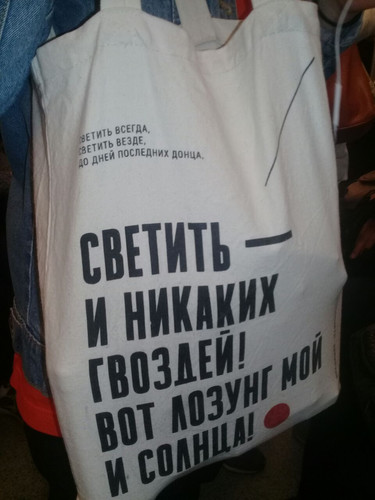 СВЕТИТЬ ВСЕГДА,
СВЕТИТЬ ВЕЗДЕ,
ДО ДНЕЙ ПОСЛЕДНИХ ДОНЦА,
СВЕТИТЬ —
И НИКАКИХ
ГВОЗДЕЙ!
ВОТ ЛОЗУНГ МОЙ
И СОЛНЦА!